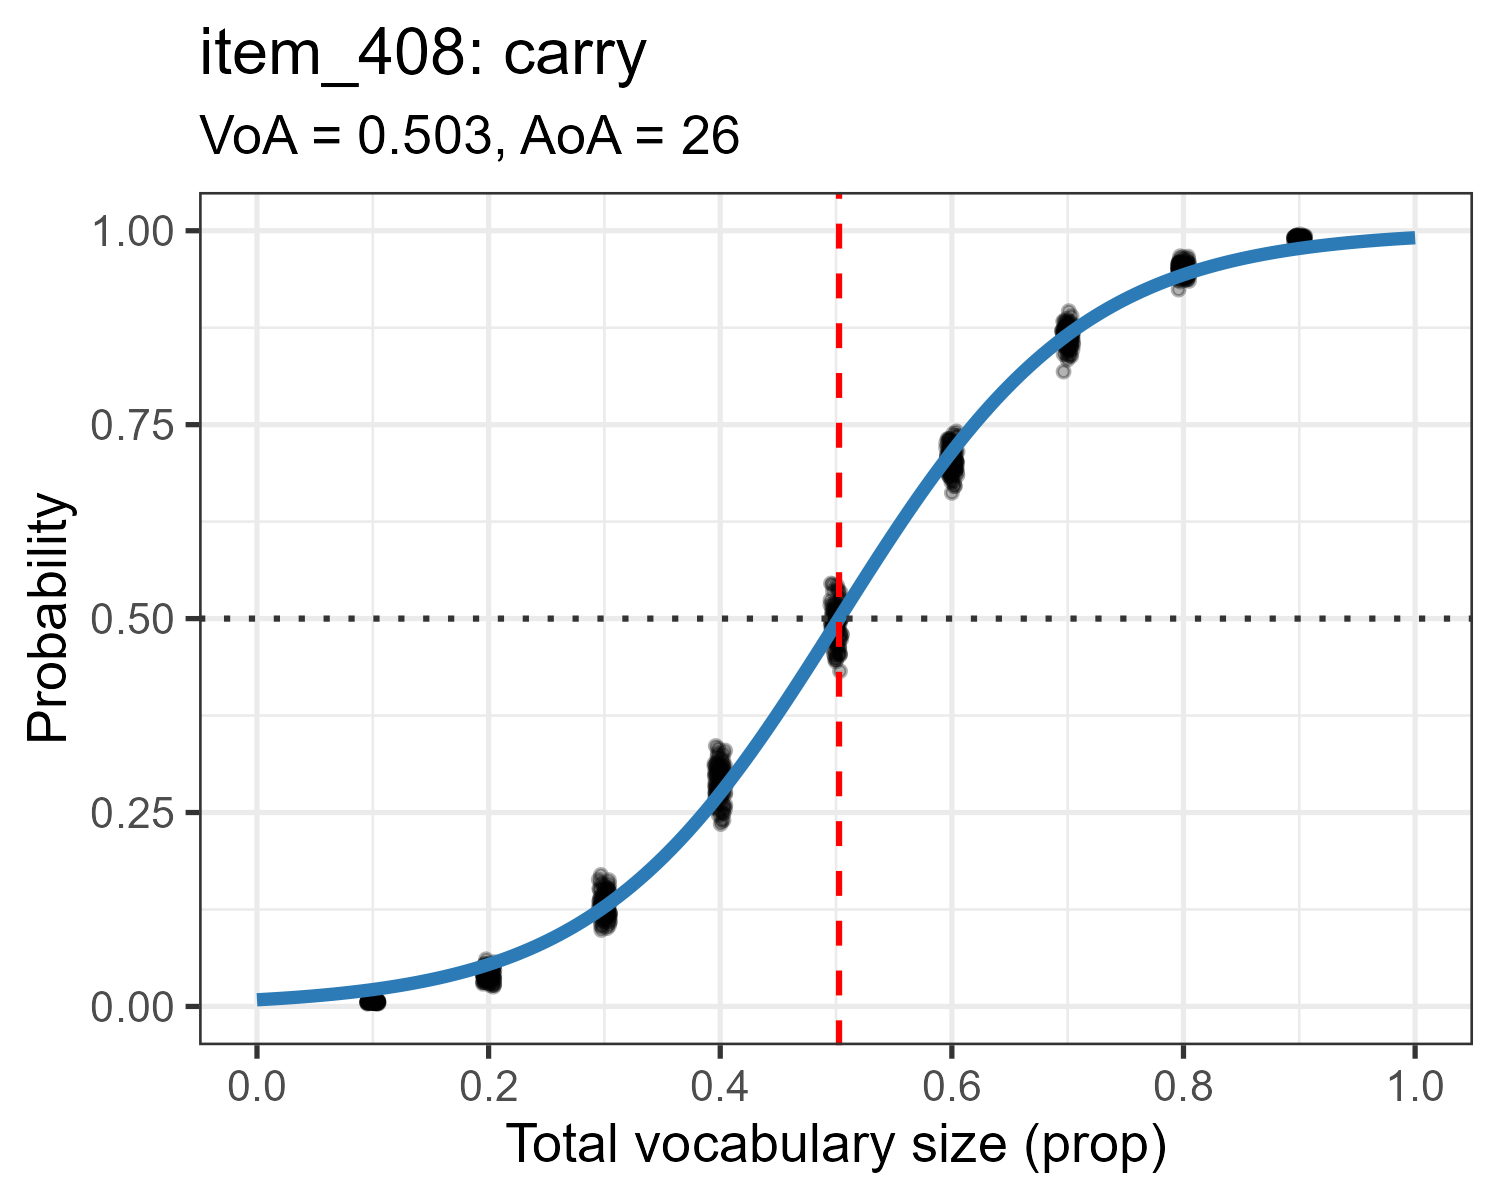 item_408: carry
VoA = 0.503, AoA = 26
1.00
0.75
0.50
0.25
0.00
Probability
0.0 0.2 0.4 0.6 0.8 1.0
Total vocabulary size (prop)